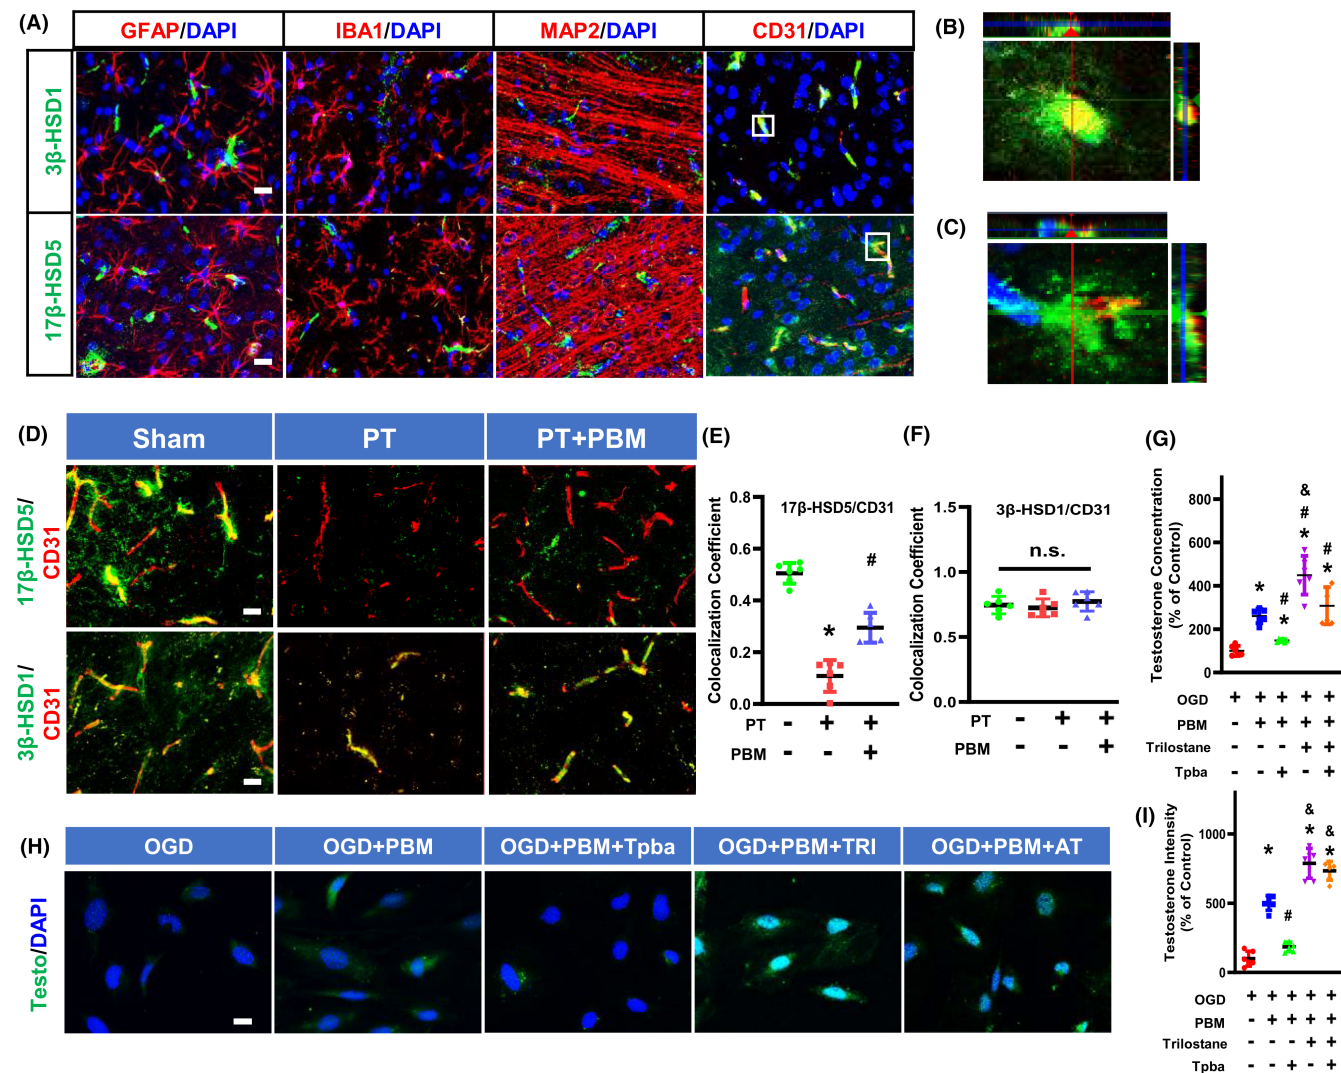 (A)
GFAP/DAPI IBA1/DAPI MAP2/DAPI CD31/DAPI
3β-HSD1
17β-HSD5
(B)
(C)
(D)
Sham PT PT+PBM
17β-HSD5/
CD31
3β-HSD1/
CD31
(E)
17β-HSD5/CD31
Colocalization Coefficient
0.8
0.6
0.4
0.2
0.0
*
#
PT - + +
PBM - - +
(F)
3β-HSD1/CD31
n.s.
Colocalization Coefficient
1.5
1.0
0.5
0.0
PT - + +
PBM - - +
(G)
Testosterone Concentration
(% of Control)
800
600
400
200
0
*
#
*
&
#
*
#
*
OGD + + + + +
PBM - + + + +
Trilostane - - - + +
Tpba - - + - +
(H)
OGD OGD+PBM OGD+PBM+Tpba OGD+PBM+TRI OGD+PBM+AT
Testo/DAPI
(I)
Testosterone Intensity
(% of Control)
1000
500
0
*
#
&
*
&
*
OGD + + + + +
PBM - + + + +
Trilostane - - - + +
Tpba - - + - +